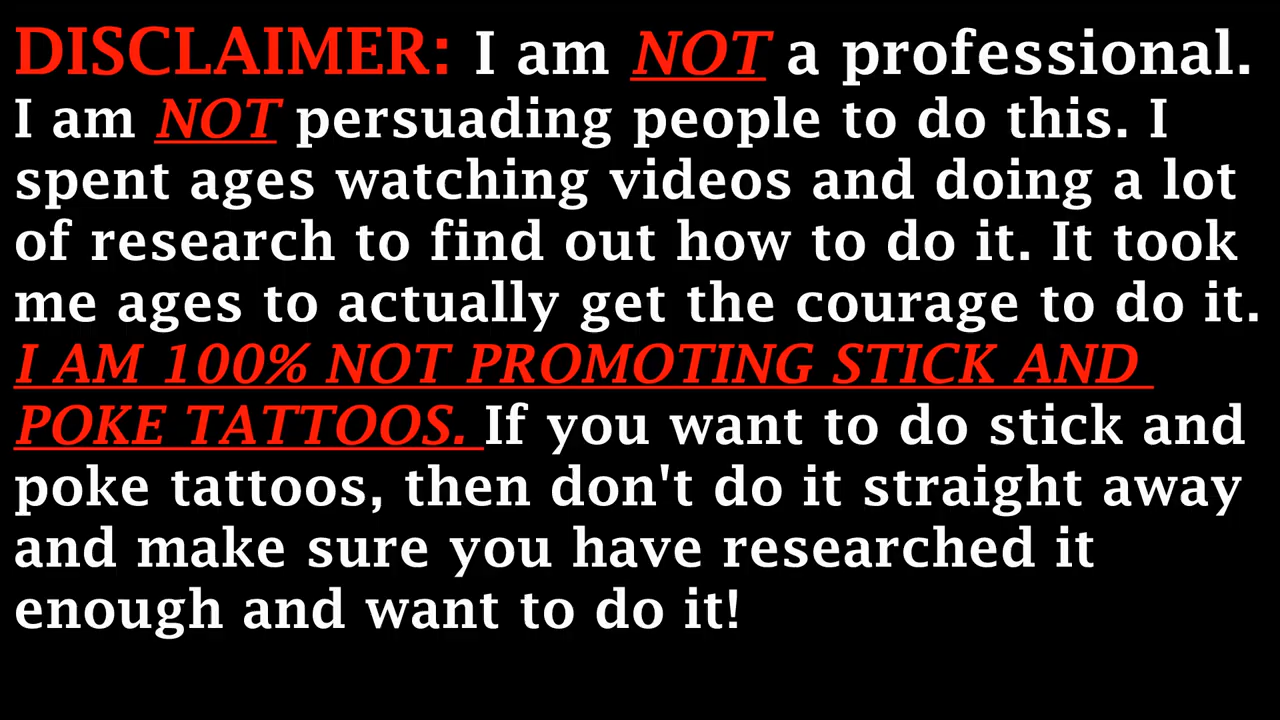 DISCLAIMER: I am NOT a professional.
I am NOT persuading people to do this. I
spent ages watching videos and doing a lot
of research to find out how to do it. It took
me ages to actually get the courage to do it.
I AM 100% NOT PROMOTING STICK AND
POKE TATTOOS. If you want to do stick and
poke tattoos, then don't do it straight away
and make sure you have researched it
enough and want to do it!